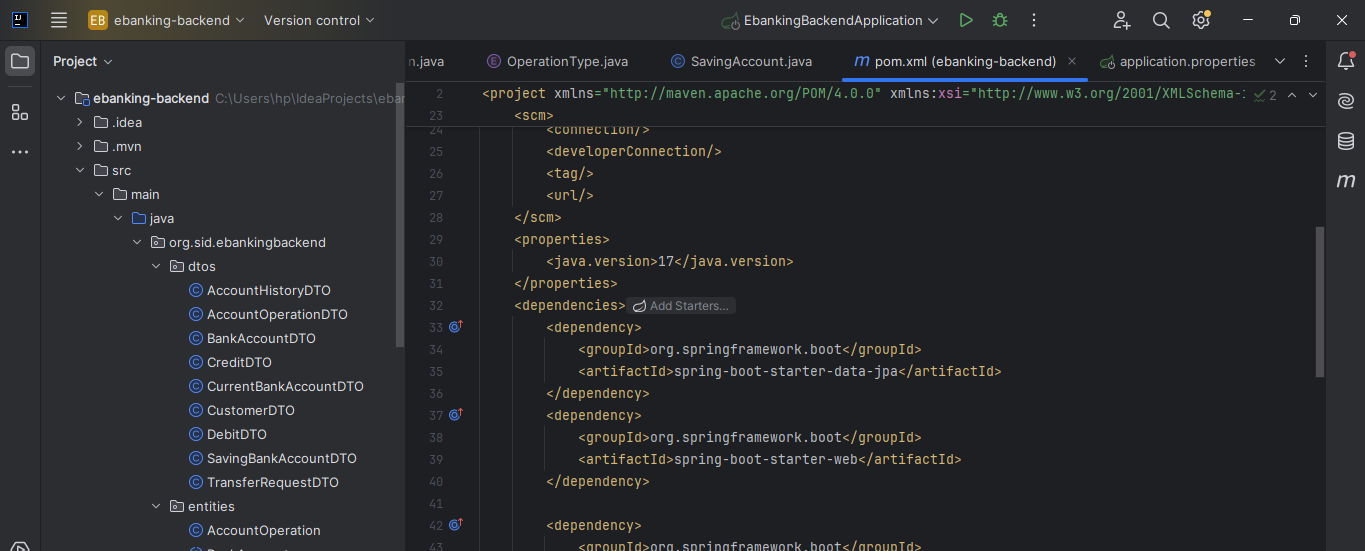 EB ebanking-backend Version control EbankingBackendApplication
Project
ebanking-backend C:\Users\hp\IdeaProjects\eban
.idea
.mvn
src
main
java
org.sid.ebankingbackend
dtos
AccountHistoryDTO
AccountOperationDTO
BankAccountDTO
CreditDTO
CurrentBankAccountDTO
CustomerDTO
DebitDTO
SavingBankAccountDTO
TransferRequestDTO
entities
AccountOperation
n.java OperationType.java SavingAccount.java m pom.xml (ebanking-backend) application.properties
2 <project xmlns="http://maven.apache.org/POM/4.0.0" xmlns:xsi="http://www.w3.org/2001/XMLSchema-i 2
23 <scm>
24 <connection/>
25 <developerConnection/>
26 <tag/>
27 <url/>
28 </scm>
29 <properties>
30 <java.version>17</java.version>
31 </properties>
32 <dependencies> Add Starters...
33 <dependency>
34 <groupId>org.springframework.boot</groupId>
35 <artifactId>spring-boot-starter-data-jpa</artifactId>
36 </dependency>
37 <dependency>
38 <groupId>org.springframework.boot</groupId>
39 <artifactId>spring-boot-starter-web</artifactId>
40 </dependency>
41
42 <dependency>
43 <groupId>org.springframework.boot</groupId>
m